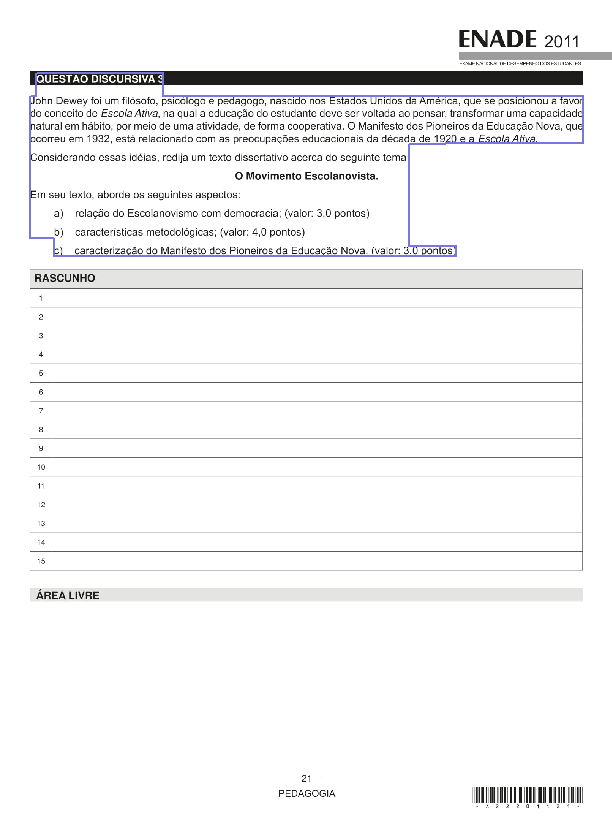 ENADE 2011
EXAME NACIONAL DE DESEMPENHO DOS ESTUDANTES
QUESTÃO DISCURSIVA 3
John Dewey foi um filósofo, psicólogo e pedagogo, nascido nos Estados Unidos da América, que se posicionou a favor
do conceito de Escola Ativa, na qual a educação do estudante deve ser voltada ao pensar, transformar uma capacidade
natural em hábito, por meio de uma atividade, de forma cooperativa. O Manifesto dos Pioneiros da Educação Nova, que
ocorreu em 1932, está relacionado com as preocupações educacionais da década de 1920 e a Escola Ativa.
Considerando essas idéias, redija um texto dissertativo acerca do seguinte tema
O Movimento Escolanovista.
Em seu texto, aborde os seguintes aspectos:
a) relação do Escolanovismo com democracia; (valor: 3,0 pontos)
b) características metodológicas; (valor: 4,0 pontos)
c) caracterização do Manifesto dos Pioneiros da Educação Nova. (valor: 3,0 pontos)
RASCUNHO
1
2
3
4
5
6
7
8
9
10
11
12
13
14
15
ÁREA LIVRE
21
PEDAGOGIA